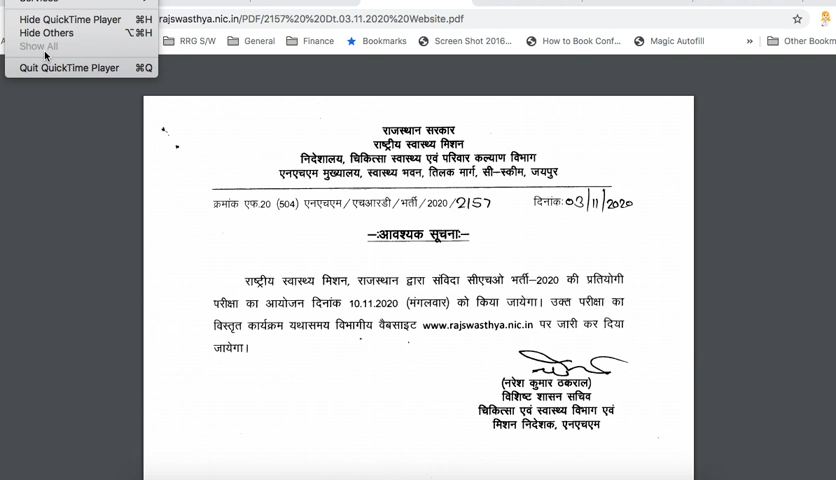 Hide QuickTime Player ⌘H
Hide Others ⌥⌘H
Show All
Quit QuickTime Player ⌘Q
rajswasthya.nic.in/PDF/2157%20%20Dt.03.11.2020%20Website.pdf
RRG S/W General Finance Bookmarks Screen Shot 2016... How to Book Conf... Magic Autofill » Other Bookm
राजस्थान सरकार
राष्ट्रीय स्वास्थ्य मिशन
निदेशालय, चिकित्सा स्वास्थ्य एवं परिवार कल्याण विभाग
एनएचएम मुख्यालय, स्वास्थ्य भवन, तिलक मार्ग, सी–स्कीम, जयपुर
क्रमांक एफ.20 (504) एनएचएम/एचआरडी/भर्ती/2020/2157 दिनांक:03/11/2020
–:आवश्यक सूचना:–
राष्ट्रीय स्वास्थ्य मिशन, राजस्थान द्वारा संविदा सीएचओ भर्ती–2020 की प्रतियोगी
परीक्षा का आयोजन दिनांक 10.11.2020 (मंगलवार) को किया जायेगा। उक्त परीक्षा का
विस्तृत कार्यक्रम यथासमय विभागीय वैबसाइट www.rajswasthya.nic.in पर जारी कर दिया
जायेगा।
(नरेश कुमार ठकराल)
विशिष्ट शासन सचिव
चिकित्सा एवं स्वास्थ्य विभाग एवं
मिशन निदेशक, एनएचएम